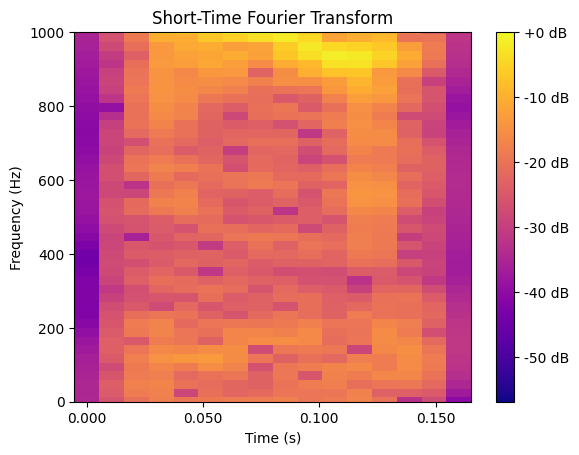 Short-Time Fourier Transform
1000
800
600
400
200
0
Frequency (Hz)
0.000
0.050
0.100
0.150
Time (s)
+0 dB
-10 dB
-20 dB
-30 dB
-40 dB
-50 dB